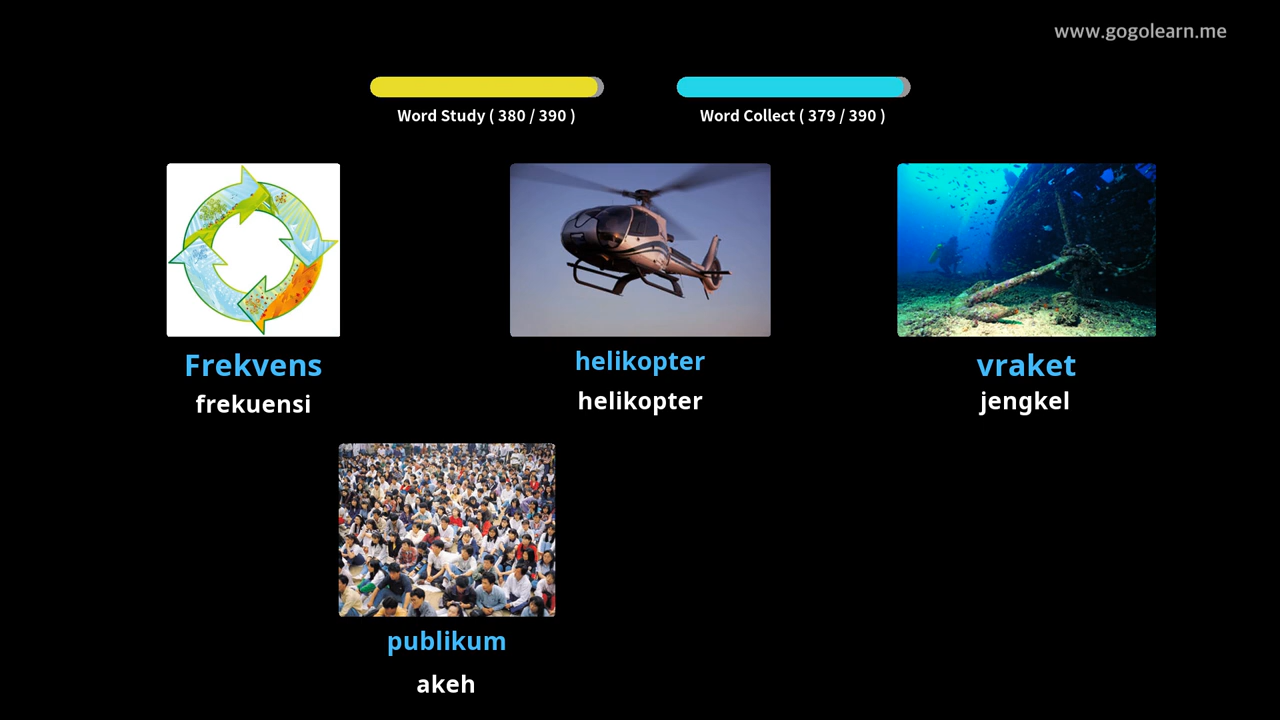 www.gogolearn.me
Word Study ( 380 / 390 )
Word Collect ( 379 / 390 )
Frekvens
frekuensi
helikopter
helikopter
vraket
jengkel
publikum
akeh